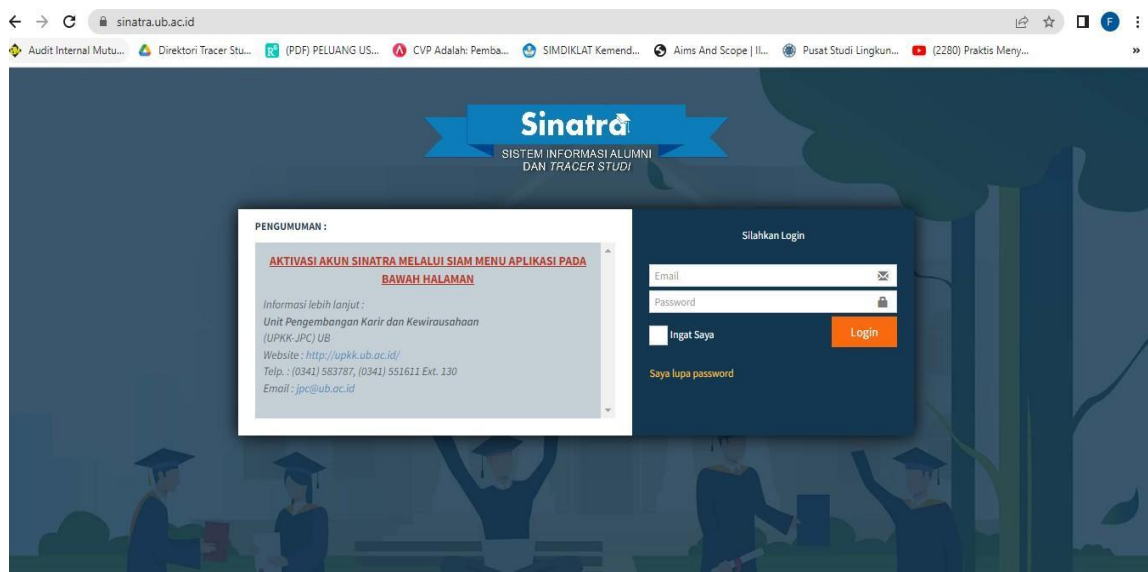 sinatra.ub.ac.id
F
Audit Internal Mutu... Direktori Tracer Stu... (PDF) PELUANG US... CVP Adalah: Pemba... SIMDIKLAT Kemend... Aims And Scope | Il... Pusat Studi Lingkun... (2280) Praktis Meny... »
Sinatra
SISTEM INFORMASI ALUMNI
DAN TRACER STUDI
PENGUMUMAN :
AKTIVASI AKUN SINATRA MELALUI SIAM MENU APLIKASI PADA
BAWAH HALAMAN
Informasi lebih lanjut :
Unit Pengembangan Karir dan Kewirausahaan
(UPKK-JPC) UB
Website : http://upkk.ub.ac.id/
Telp. : (0341) 583787, (0341) 551611 Ext. 130
Email : jpc@ub.ac.id
Silahkan Login
Email
Password
Ingat Saya
Login
Saya lupa password